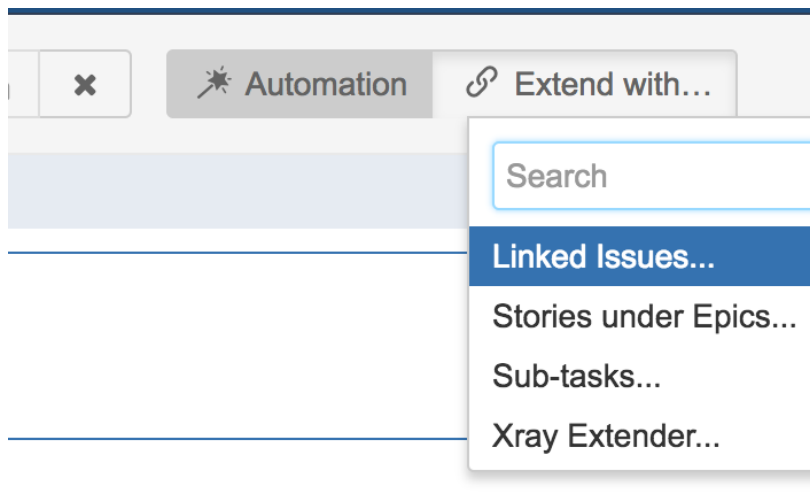 Automation
Extend with...
Search
Linked Issues...
Stories under Epics...
Sub-tasks...
Xray Extender...